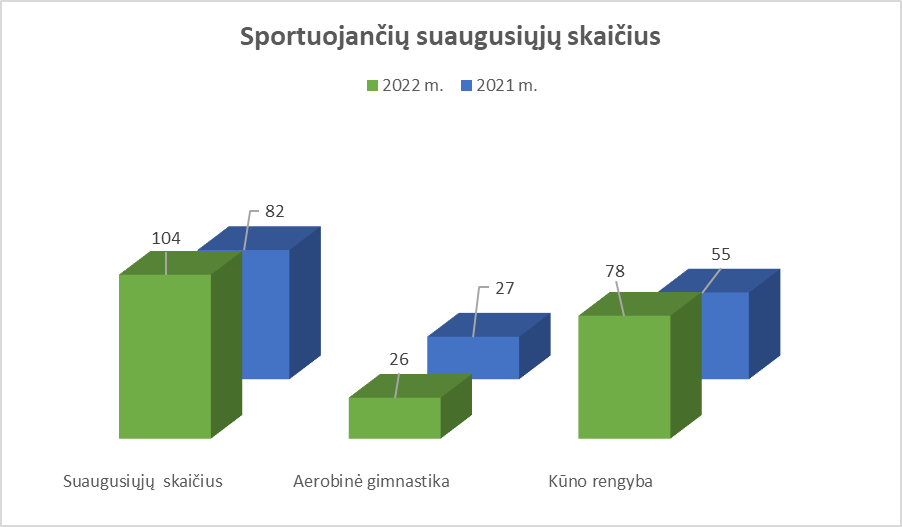 Sportuojančių suaugusiųjų skaičius
2022 m. 2021 m.
104 82
26 27
78 55
Suaugusiųjų skaičius Aerobinė gimnastika Kūno rengyba